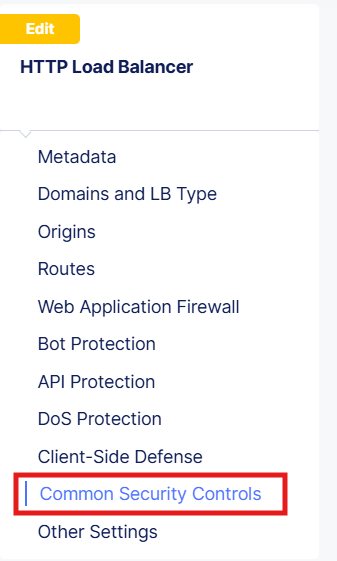 Edit
HTTP Load Balancer
Metadata
Domains and LB Type
Origins
Routes
Web Application Firewall
Bot Protection
API Protection
DoS Protection
Client-Side Defense
Common Security Controls
Other Settings